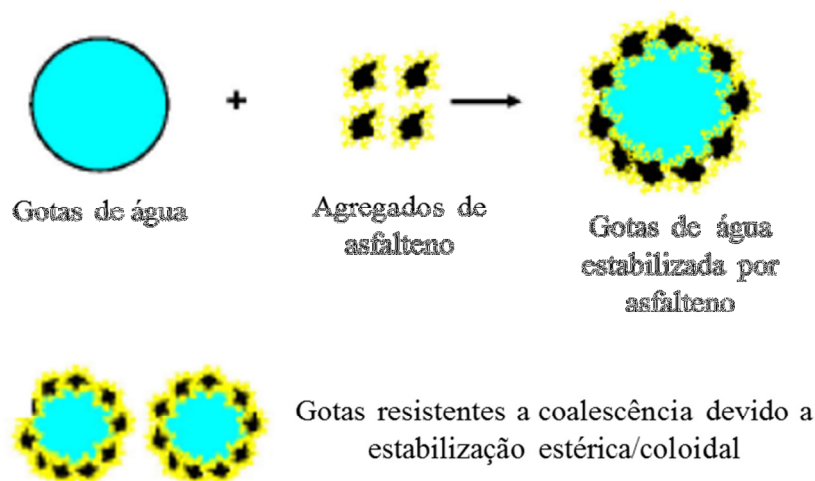 +
Gotas de água
Agregados de
asfalteno
Gotas de água
estabilizada por
asfalteno
Gotas resistentes a coalescência devido a
estabilização estérica/coloidal